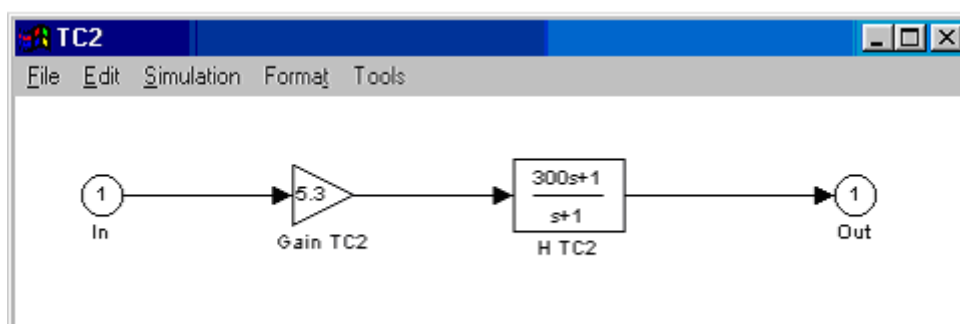 TC2
File Edit Simulation Format Tools
1
In
5.3
Gain TC2
300s+1
s+1
H TC2
1
Out